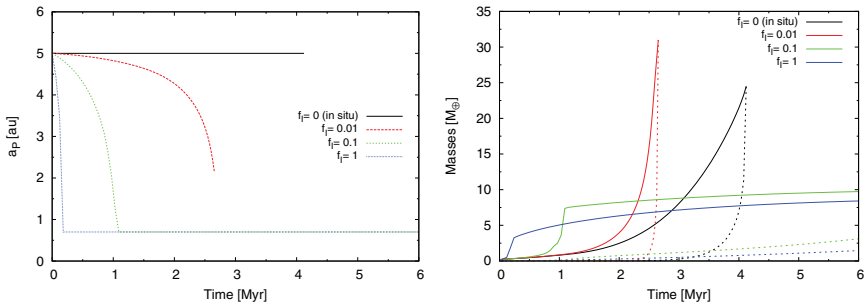 6
5
4
3
2
1
0
a_P [au]
0 1 2 3 4 5 6
Time [Myr]
f_I= 0 (in situ)
f_I= 0.01
f_I= 0.1
f_I= 1
35
30
25
20
15
10
5
0
Masses [M_⊕]
0 1 2 3 4 5 6
Time [Myr]
f_I= 0 (in situ)
f_I= 0.01
f_I= 0.1
f_I= 1